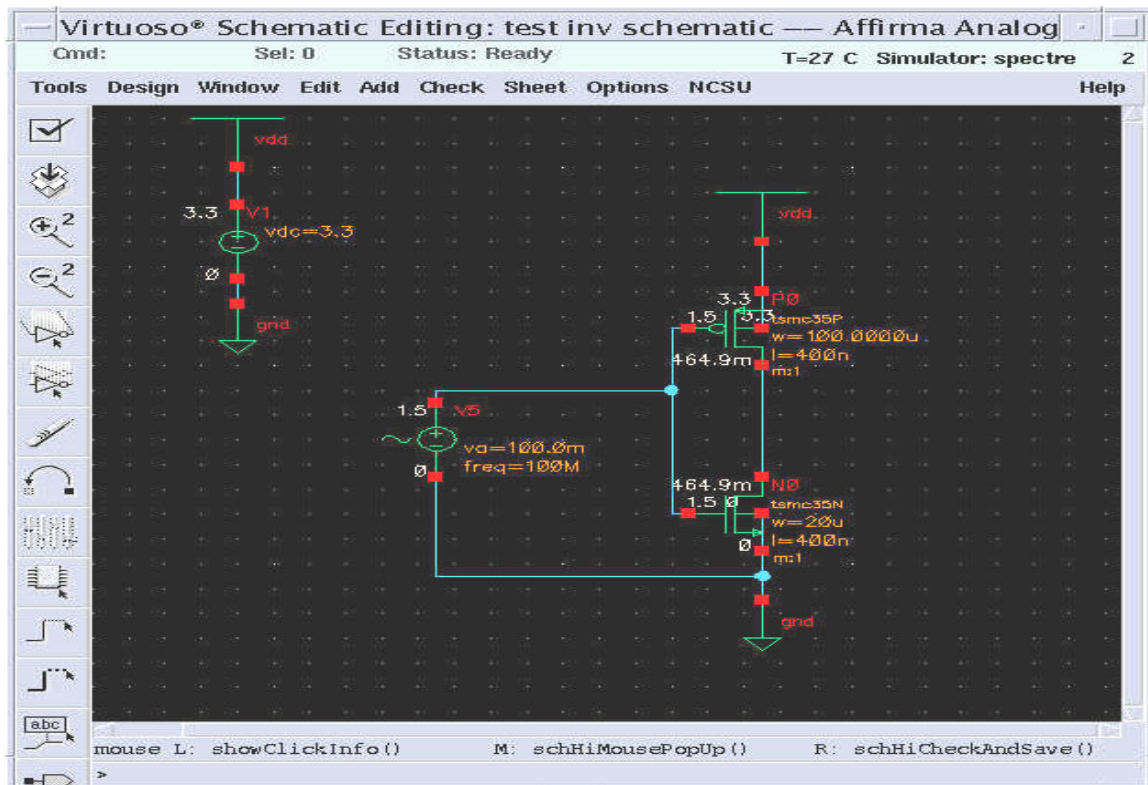 Virtuoso® Schematic Editing: test inv schematic — Affirma Analog
Cmd: Sel: 0 Status: Ready T=27 C Simulator: spectre 2
Tools Design Window Edit Add Check Sheet Options NCSU Help
vdd
3.3 V1
vdc=3.3
0
gnd
vdd
3.3 P0
1.5 3.3 tsmc35P
w=100.0000u
464.9m l=400n
m:1
1.5 V5
va=100.0m
0 freq=100M
464.9m N0
1.5 0 tsmc35N
w=20u
0 l=400n
m:1
gnd
2
2
abc
mouse L: showClickInfo() M: schHiMousePopUp() R: schHiCheckAndSave()
>